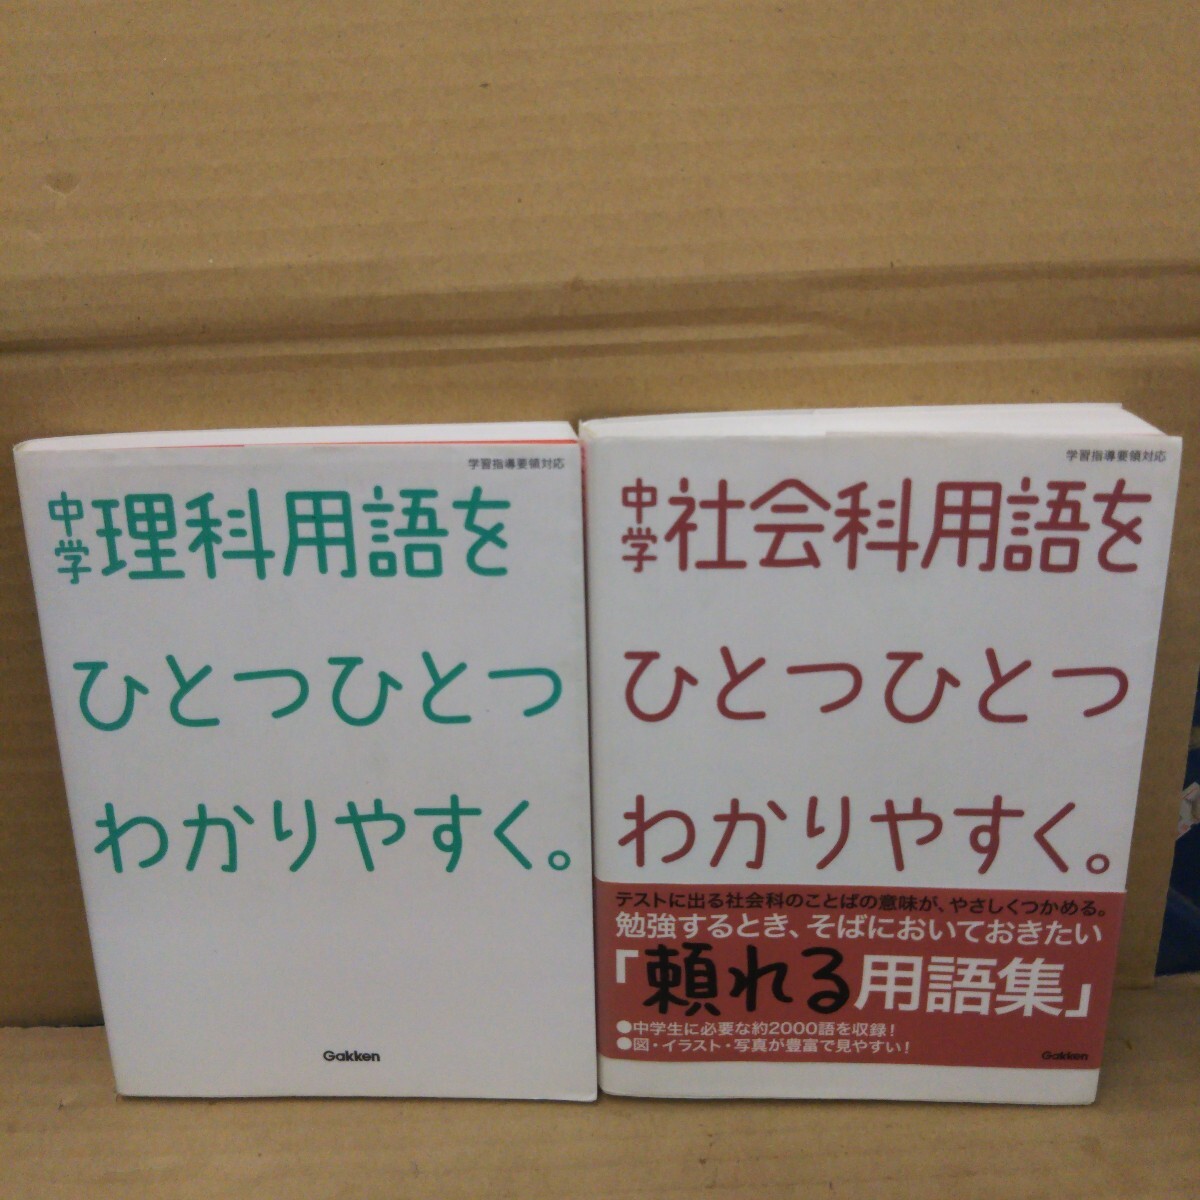 学習指導要領対応
中学 理科用語を
ひとつひとつ
わかりやすく。
Gakken
学習指導要領対応
中学 社会科用語を
ひとつひとつ
わかりやすく。
テストに出る社会科のことばの意味が、やさしくつかめる。
勉強するとき、そばにおいておきたい
「頼れる用語集」
●中学生に必要な約2000語を収録!
●図・イラスト・写真が豊富で見やすい!
Gakken